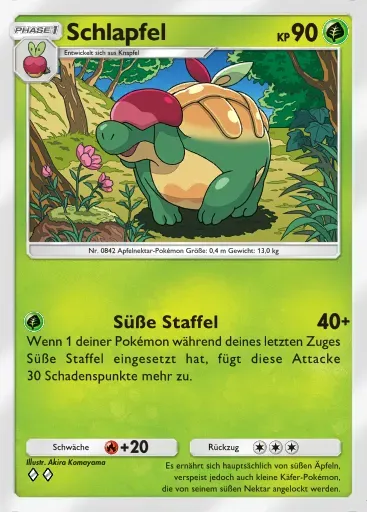 PHASE 1
Schlapfel
KP 90
Entwickelt sich aus Knapfel
Nr. 0842 Apfelnektar-Pokémon Größe: 0,4 m Gewicht: 13,0 kg
Süße Staffel 40+
Wenn 1 deiner Pokémon während deines letzten Zuges
Süße Staffel eingesetzt hat, fügt diese Attacke
30 Schadenspunkte mehr zu.
Schwäche +20 Rückzug
Illustr. Akira Komayama
Es ernährt sich hauptsächlich von süßen Äpfeln,
verspeist jedoch auch kleine Käfer-Pokémon,
die von seinem süßen Nektar angelockt werden.